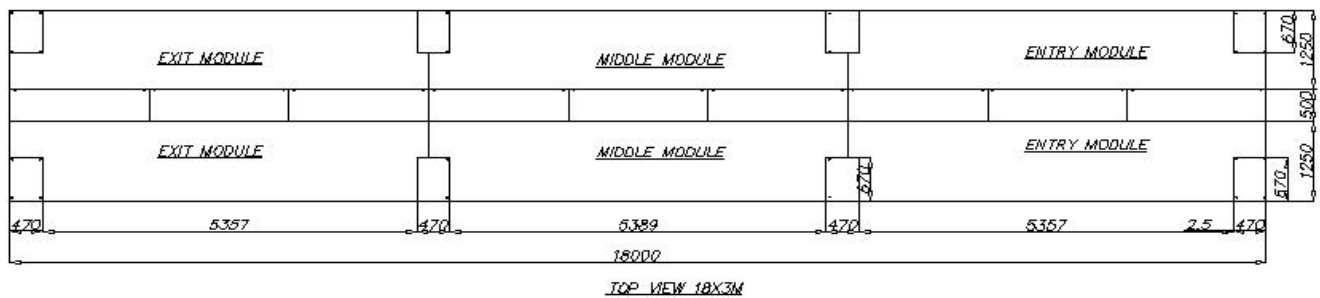 670
1250
EXIT MODULE
MIDDLE MODULE
ENTRY MODULE
500
EXIT MODULE
MIDDLE MODULE
ENTRY MODULE
670
670
1250
470 5357 470 5389 470 5357 2.5 470
18000
TOP VIEW 18X3M